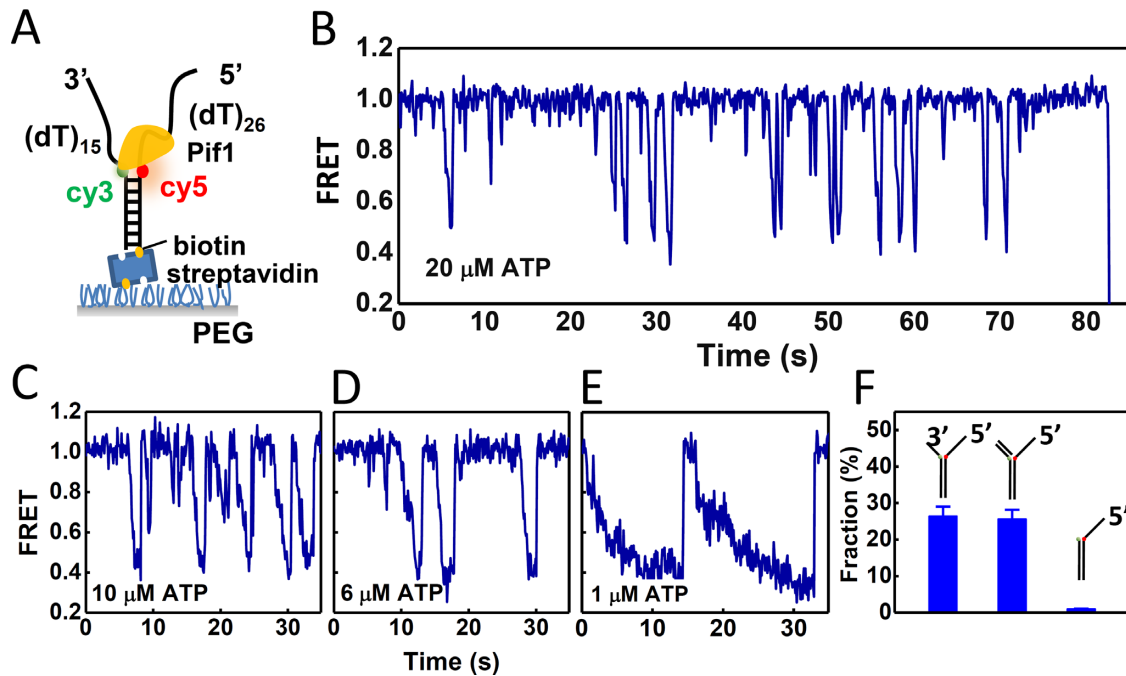 A
3’
5’
(dT)15
(dT)26
Pif1
cy3
cy5
biotin
streptavidin
PEG
B
FRET
1.2
1.0
0.8
0.6
0.4
0.2
20 μM ATP
0 10 20 30 40 50 60 70 80
Time (s)
C
FRET
1.2
1.0
0.8
0.6
0.4
0.2
10 μM ATP
0 10 20 30
D
6 μM ATP
0 10 20 30
E
1 μM ATP
0 10 20 30
Time (s)
F
Fraction (%)
50
40
30
20
10
0
3’ 5’
5’
5’